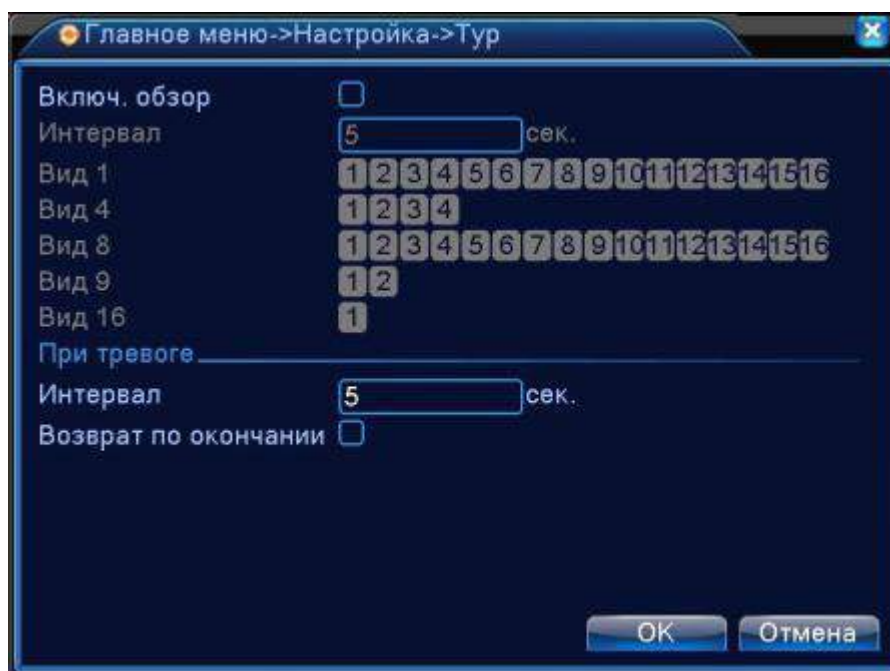 Главное меню->Настройка->Тур
Включ. обзор
Интервал 5 сек.
Вид 1 1 2 3 4 5 6 7 8 9 10 11 12 13 14 15 16
Вид 4 1 2 3 4
Вид 8 1 2 3 4 5 6 7 8 9 10 11 12 13 14 15 16
Вид 9 1 2
Вид 16 1
При тревоге
Интервал 5 сек.
Возврат по окончании
OK Отмена